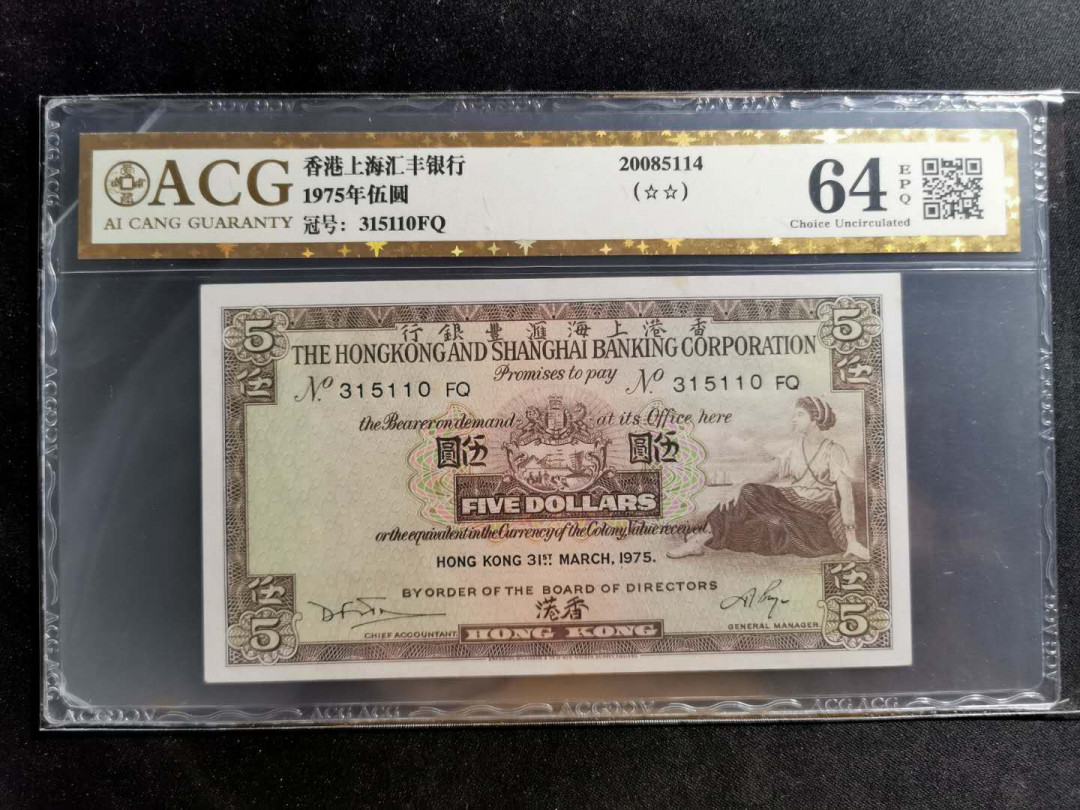 ACG
AI CANG GUARANTY
香港上海汇丰银行
1975年伍圆
冠号: 315110FQ
20085114
(☆☆)
64
EPQ
Choice Uncirculated
5
伍
5
伍
行銀豐滙海上港香
THE HONGKONG AND SHANGHAI BANKING CORPORATION
Promises to pay
No 315110 FQ
No 315110 FQ
the Bearer on demand
at its Office here
圓伍
圓伍
FIVE DOLLARS
or the equivalent in the Currency of the Colony, Value received.
HONG KONG 31ST MARCH, 1975.
BY ORDER OF THE BOARD OF DIRECTORS
港香
CHIEF ACCOUNTANT
GENERAL MANAGER
HONG KONG
伍
5
伍
5